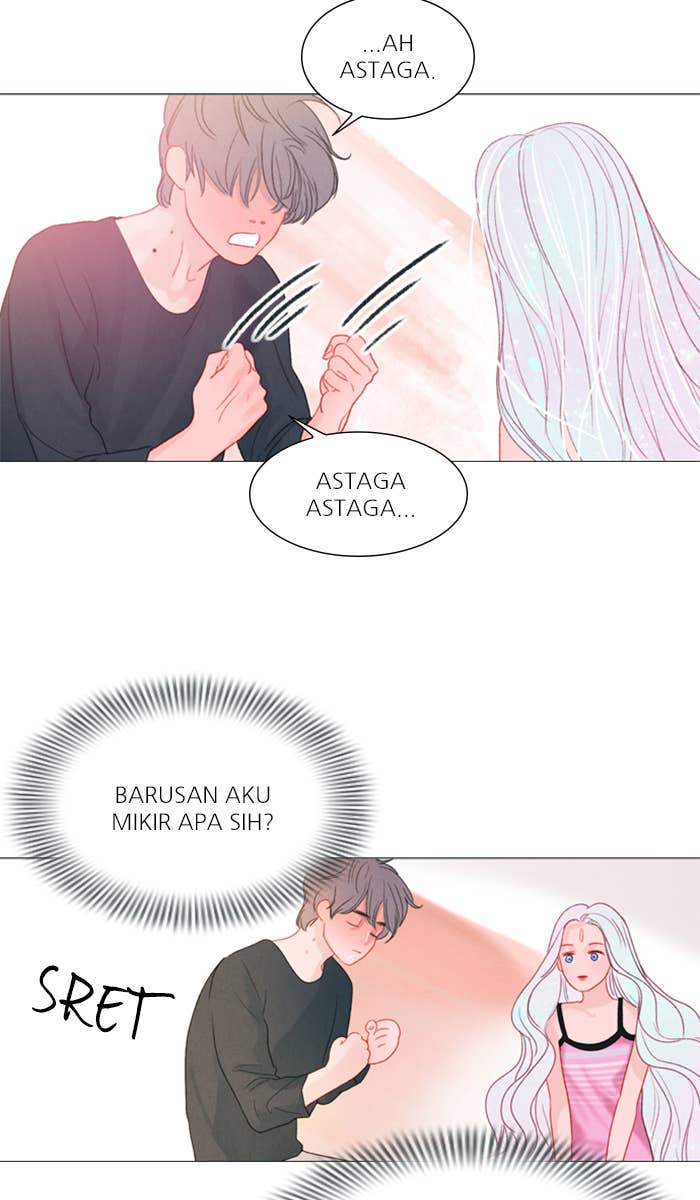 ...AH
ASTAGA.
ASTAGA
ASTAGA...
BARUSAN AKU
MIKIR APA SIH?
SRET